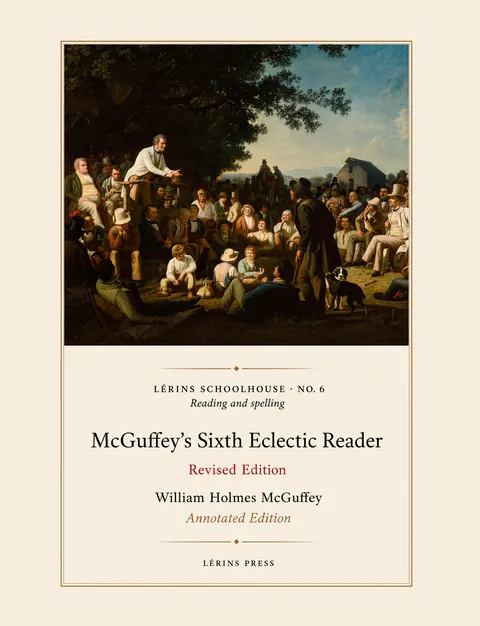 LÉRINS SCHOOLHOUSE · NO. 6
Reading and spelling
McGuffey’s Sixth Eclectic Reader
Revised Edition
William Holmes McGuffey
Annotated Edition
LÉRINS PRESS